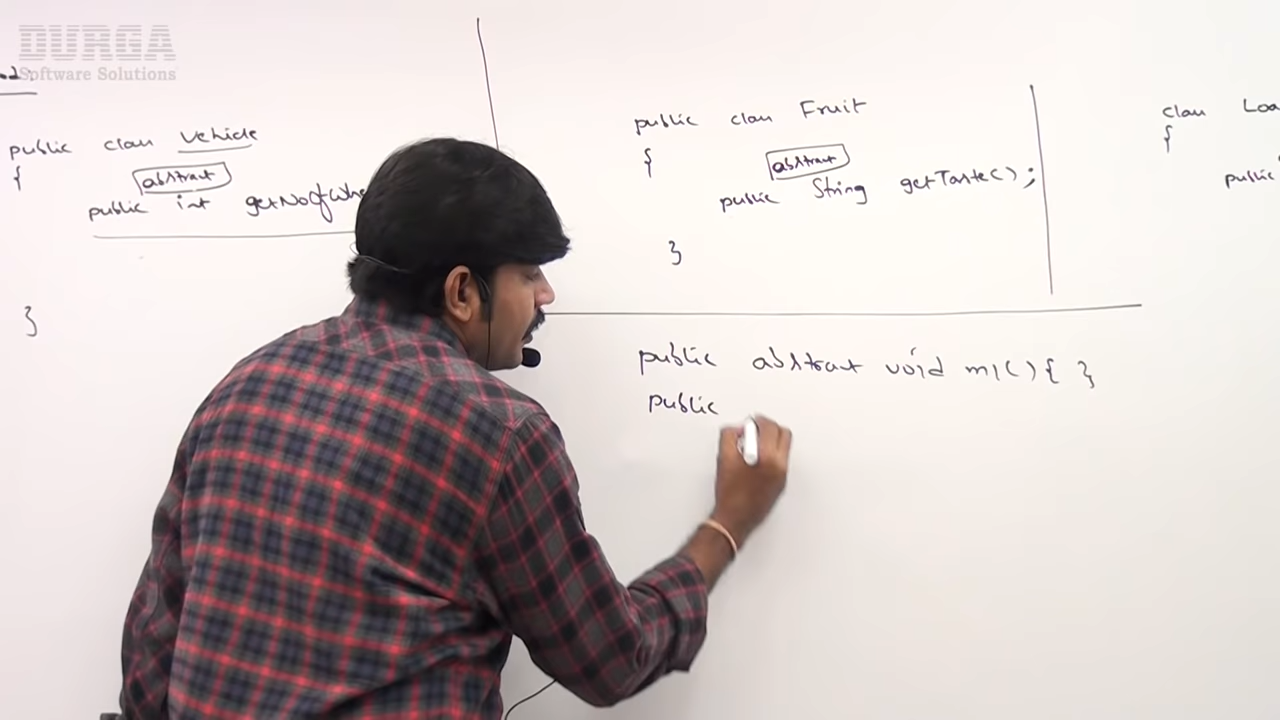 DURGA
Software Solutions
public class Vehicle
{
abstract
public int getNoOfWhe
}
public class Fruit
{
abstract
public String getTaste();
}
class Loa
{
public
public abstract void m1(){ }
public